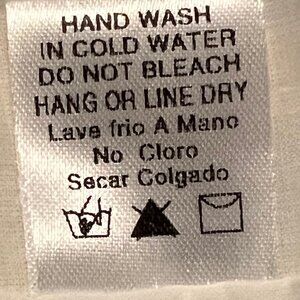 HAND WASH
IN COLD WATER
DO NOT BLEACH
HANG OR LINE DRY
Lave frio A Mano
No Cloro
Secar Colgado